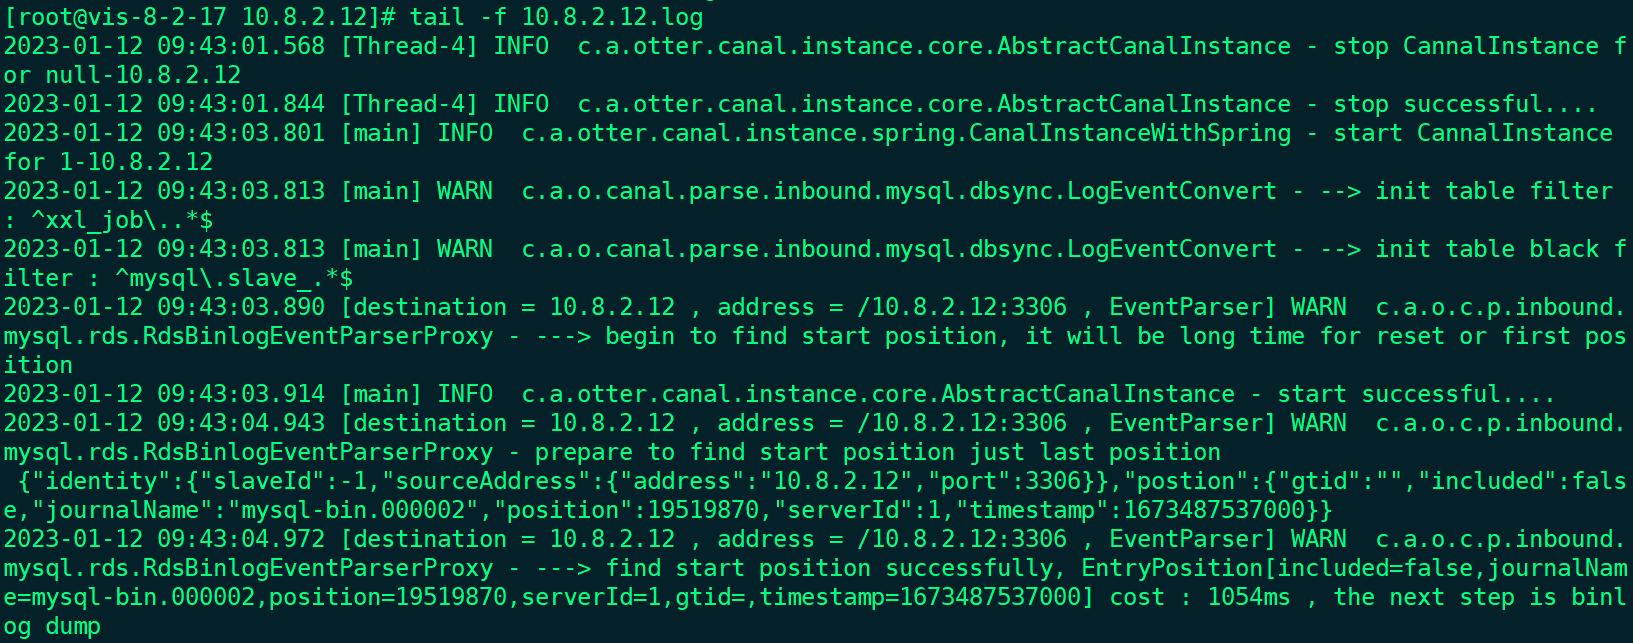 [root@vis-8-2-17 10.8.2.12]# tail -f 10.8.2.12.log
2023-01-12 09:43:01.568 [Thread-4] INFO  c.a.otter.canal.instance.core.AbstractCanalInstance - stop CannalInstance f
or null-10.8.2.12
2023-01-12 09:43:01.844 [Thread-4] INFO  c.a.otter.canal.instance.core.AbstractCanalInstance - stop successful....
2023-01-12 09:43:03.801 [main] INFO  c.a.otter.canal.instance.spring.CanalInstanceWithSpring - start CannalInstance
for 1-10.8.2.12
2023-01-12 09:43:03.813 [main] WARN  c.a.o.canal.parse.inbound.mysql.dbsync.LogEventConvert - --> init table filter
: ^xxl_job\..*$
2023-01-12 09:43:03.813 [main] WARN  c.a.o.canal.parse.inbound.mysql.dbsync.LogEventConvert - --> init table black f
ilter : ^mysql\.slave_.*$
2023-01-12 09:43:03.890 [destination = 10.8.2.12 , address = /10.8.2.12:3306 , EventParser] WARN  c.a.o.c.p.inbound.
mysql.rds.RdsBinlogEventParserProxy - ---> begin to find start position, it will be long time for reset or first pos
ition
2023-01-12 09:43:03.914 [main] INFO  c.a.otter.canal.instance.core.AbstractCanalInstance - start successful....
2023-01-12 09:43:04.943 [destination = 10.8.2.12 , address = /10.8.2.12:3306 , EventParser] WARN  c.a.o.c.p.inbound.
mysql.rds.RdsBinlogEventParserProxy - prepare to find start position just last position
 {"identity":{"slaveId":-1,"sourceAddress":{"address":"10.8.2.12","port":3306}},"postion":{"gtid":"","included":fals
e,"journalName":"mysql-bin.000002","position":19519870,"serverId":1,"timestamp":1673487537000}}
2023-01-12 09:43:04.972 [destination = 10.8.2.12 , address = /10.8.2.12:3306 , EventParser] WARN  c.a.o.c.p.inbound.
mysql.rds.RdsBinlogEventParserProxy - ---> find start position successfully, EntryPosition[included=false,journalNam
e=mysql-bin.000002,position=19519870,serverId=1,gtid=,timestamp=1673487537000] cost : 1054ms , the next step is binl
og dump